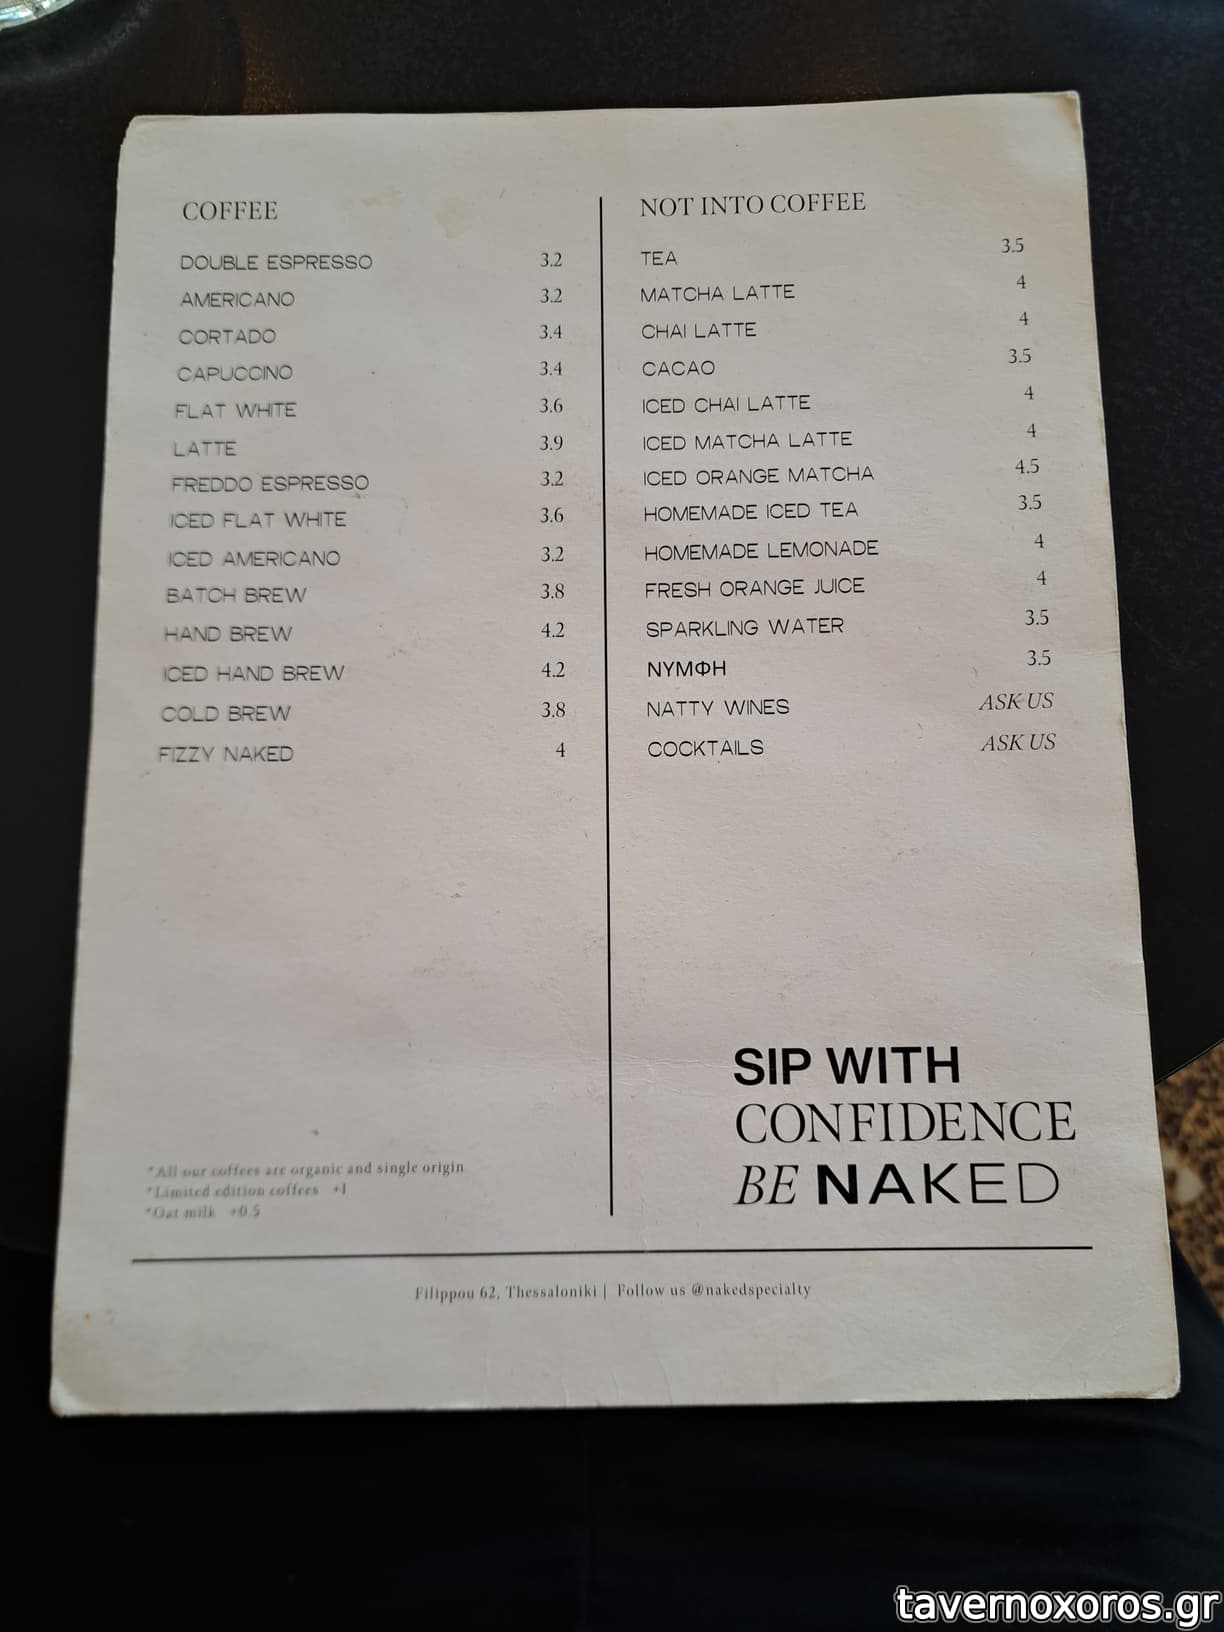 COFFEE
DOUBLE ESPRESSO 3.2
AMERICANO 3.2
CORTADO 3.4
CAPUCCINO 3.4
FLAT WHITE 3.6
LATTE 3.9
FREDDO ESPRESSO 3.2
ICED FLAT WHITE 3.6
ICED AMERICANO 3.2
BATCH BREW 3.8
HAND BREW 4.2
ICED HAND BREW 4.2
COLD BREW 3.8
FIZZY NAKED 4
*All our coffees are organic and single origin
*Limited edition coffees +1
*Oat milk +0.5
NOT INTO COFFEE
TEA 3.5
MATCHA LATTE 4
CHAI LATTE 4
CACAO 3.5
ICED CHAI LATTE 4
ICED MATCHA LATTE 4
ICED ORANGE MATCHA 4.5
HOMEMADE ICED TEA 3.5
HOMEMADE LEMONADE 4
FRESH ORANGE JUICE 4
SPARKLING WATER 3.5
ΝΥΜΦΗ 3.5
NATTY WINES ASK US
COCKTAILS ASK US
SIP WITH
CONFIDENCE
BE NAKED
Filippou 62, Thessaloniki | Follow us @nakedspecialty
tavernoxoros.gr